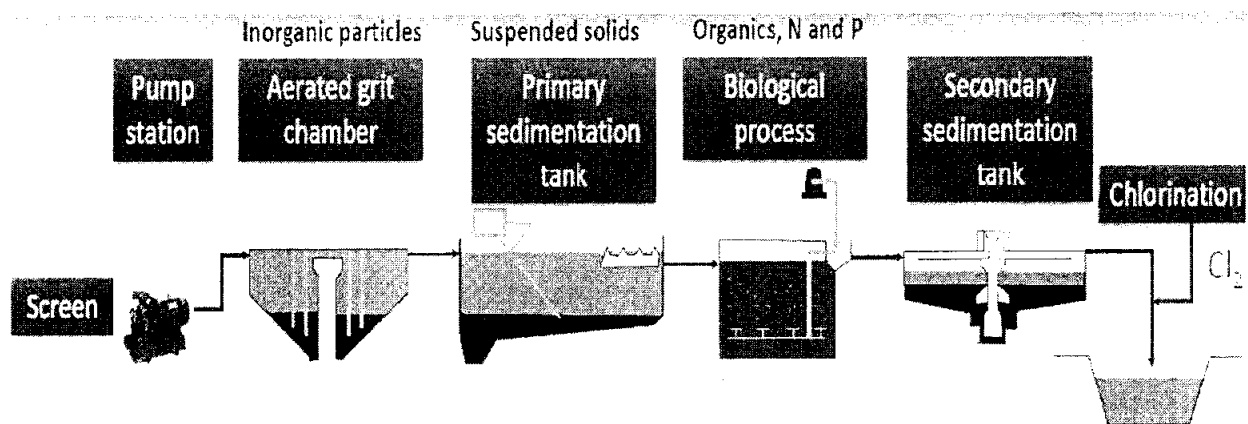 Inorganic particles
Suspended solids
Organics, N and P
Pump
station
Aerated grit
chamber
Primary
sedimentation
tank
Biological
process
Secondary
sedimentation
tank
Chlorination
Screen
Cl₂